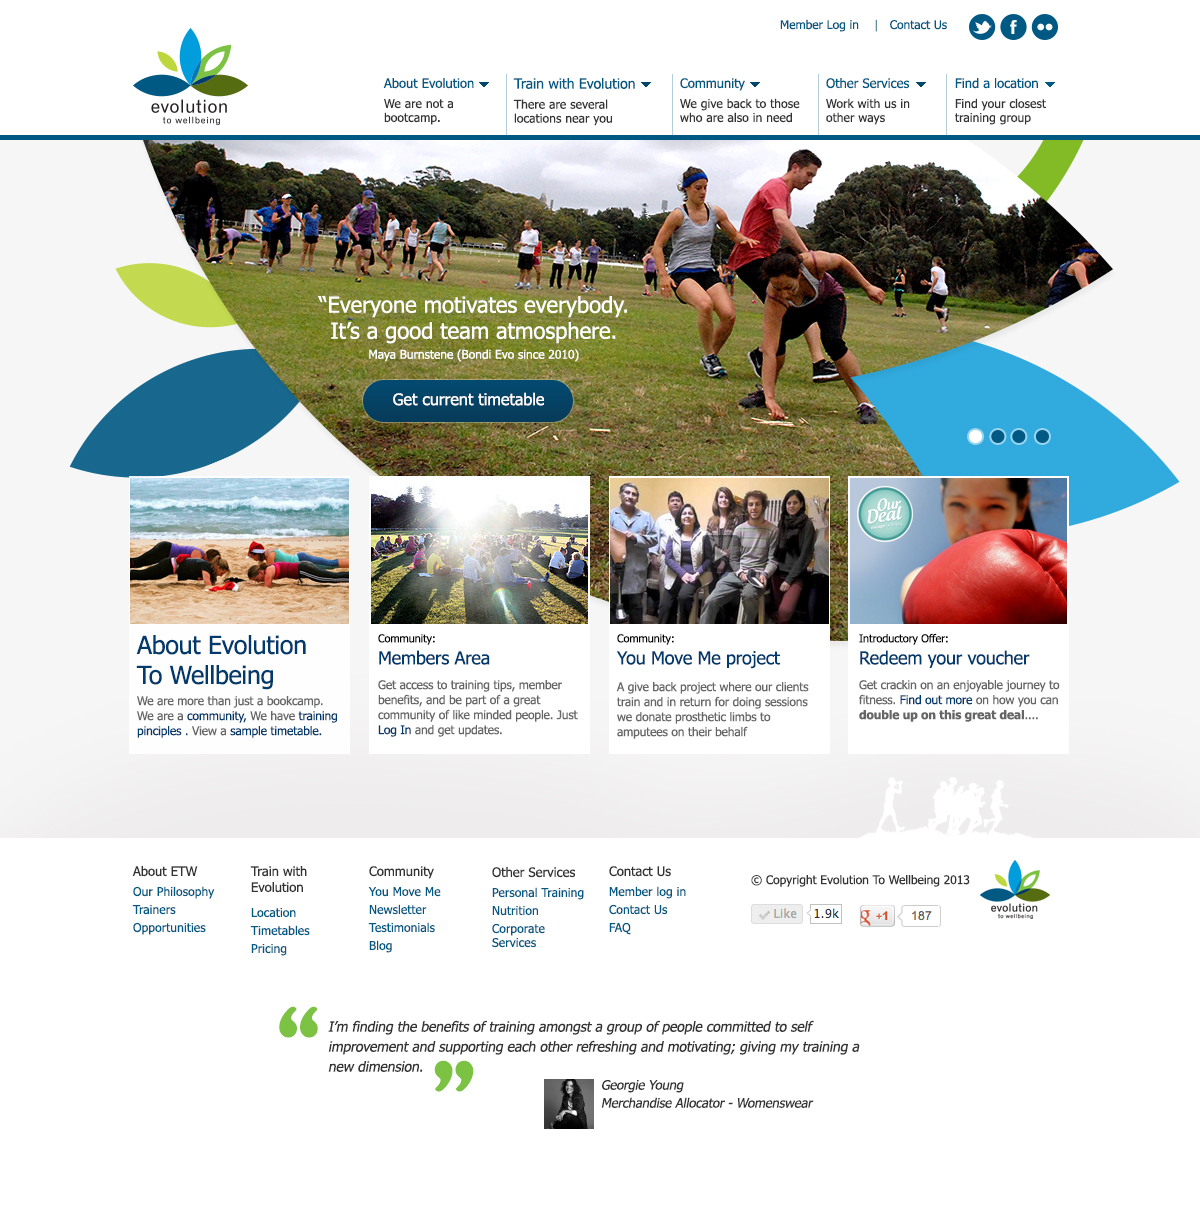 Member Log in | Contact Us
evolution
to wellbeing
About Evolution
We are not a
bootcamp.
Train with Evolution
There are several
locations near you
Community
We give back to those
who are also in need
Other Services
Work with us in
other ways
Find a location
Find your closest
training group
“Everyone motivates everybody.
It’s a good team atmosphere.
Maya Burnstene (Bondi Evo since 2010)
Get current timetable
About Evolution
To Wellbeing
We are more than just a bookcamp.
We are a community, We have training
pinciples . View a sample timetable.
Community:
Members Area
Get access to training tips, member
benefits, and be part of a great
community of like minded people. Just
Log In and get updates.
Community:
You Move Me project
A give back project where our clients
train and in return for doing sessions
we donate prosthetic limbs to
amputees on their behalf
Our
Deal
Introductory Offer:
Redeem your voucher
Get crackin on an enjoyable journey to
fitness. Find out more on how you can
double up on this great deal....
About ETW
Our Philosophy
Trainers
Opportunities
Train with
Evolution
Location
Timetables
Pricing
Community
You Move Me
Newsletter
Testimonials
Blog
Other Services
Personal Training
Nutrition
Corporate
Services
Contact Us
Member log in
Contact Us
FAQ
© Copyright Evolution To Wellbeing 2013
Like 1.9k
g +1 187
evolution
to wellbeing
“
I’m finding the benefits of training amongst a group of people committed to self
improvement and supporting each other refreshing and motivating; giving my training a
new dimension. ”
Georgie Young
Merchandise Allocator - Womenswear